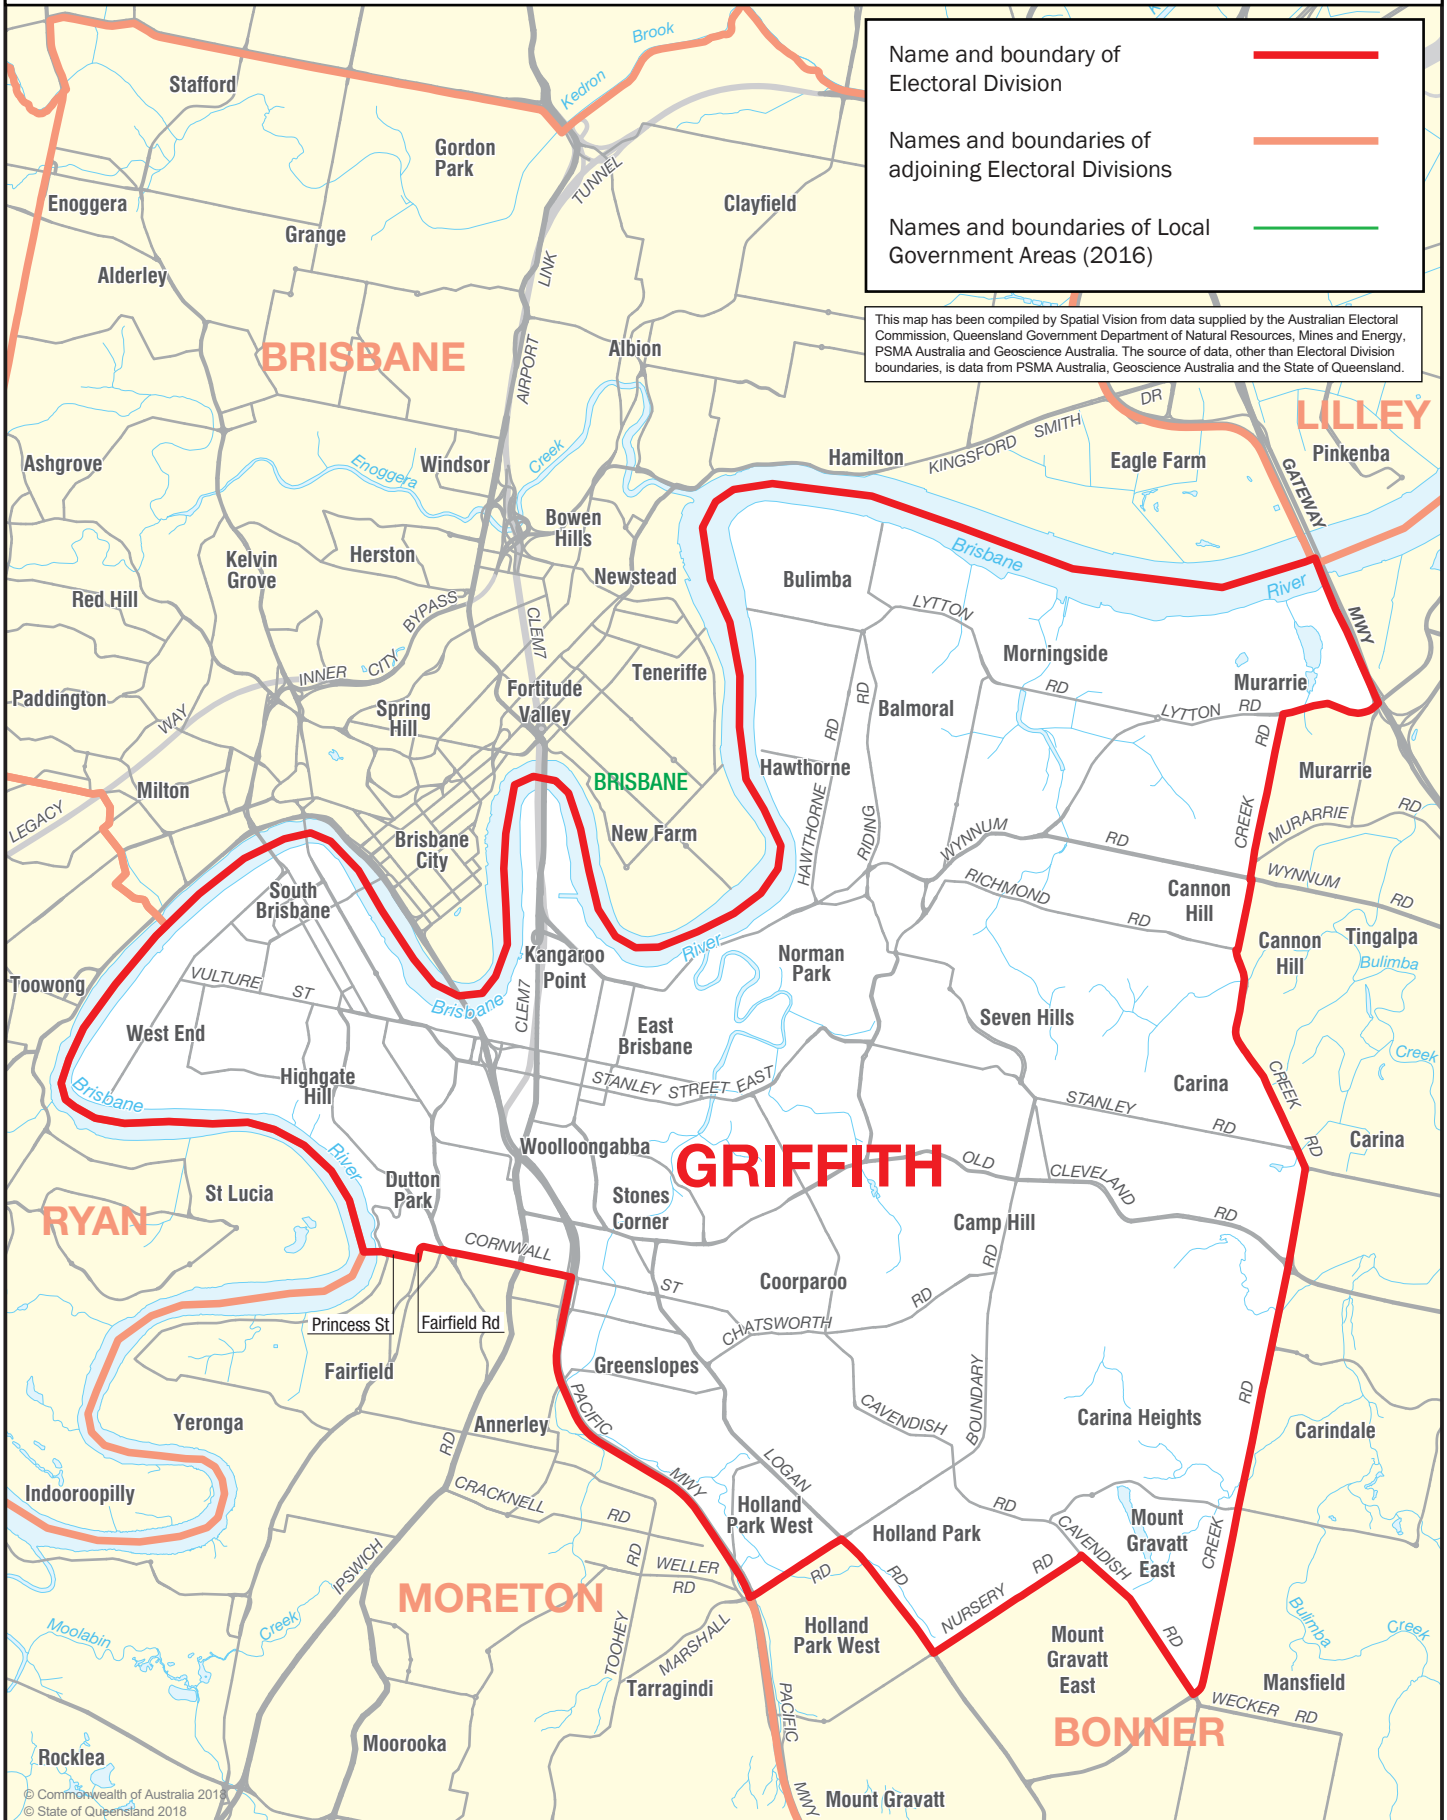 Name and boundary of
Electoral Division
Names and boundaries of
adjoining Electoral Divisions
Names and boundaries of Local
Government Areas (2016)
This map has been compiled by Spatial Vision from data supplied by the Australian Electoral
Commission, Queensland Government Department of Natural Resources, Mines and Energy,
PSMA Australia and Geoscience Australia. The source of data, other than Electoral Division
boundaries, is data from PSMA Australia, Geoscience Australia and the State of Queensland.
Brook
Kedron
Stafford
Gordon
Park
TUNNEL
Enoggera
Clayfield
Grange
Alderley
LINK
BRISBANE
AIRPORT
Albion
DR
SMITH
KINGSFORD
LILLEY
Pinkenba
Ashgrove
Enoggera
Windsor
Creek
Hamilton
Eagle Farm
GATEWAY
MWY
Bowen
Hills
Herston
Kelvin
Grove
Newstead
Bulimba
Brisbane
River
Red Hill
BYPASS
CITY
INNER
CLEM7
LYTTON
RD
Morningside
Teneriffe
Fortitude
Valley
Paddington
WAY
Spring
Hill
Balmoral
Murarrie
LYTTON RD
RD
RD
RD
RD
Hawthorne
BRISBANE
Milton
LEGACY
Murarrie
MURARRIE
RD
CREEK
HAWTHORNE
RIDING
New Farm
Brisbane
City
WYNNUM
RD
WYNNUM
RD
RICHMOND
RD
Cannon
Hill
South
Brisbane
Cannon
Hill
Tingalpa
Bulimba
Creek
Kangaroo
Point
River
Norman
Park
Toowong
VULTURE
ST
Brisbane
CLEM7
West End
East
Brisbane
Seven Hills
Highgate
Hill
Brisbane
River
STANLEY STREET EAST
STANLEY
RD
Carina
CREEK
RD
Carina
Woolloongabba
GRIFFITH
OLD
CLEVELAND
RD
Dutton
Park
Stones
Corner
St Lucia
RYAN
Camp Hill
CORNWALL
ST
Coorparoo
RD
RD
Princess St
Fairfield Rd
CHATSWORTH
Greenslopes
Fairfield
BOUNDARY
RD
Yeronga
Annerley
PACIFIC
MWY
CAVENDISH
RD
Carina Heights
Carindale
RD
LOGAN
RD
Indooroopilly
CRACKNELL
RD
Holland
Park West
Holland Park
CAVENDISH
RD
Mount
Gravatt
East
CREEK
IPSWICH
RD
WELLER
RD
RD
NURSERY
RD
MORETON
Moolabin
Creek
TOOHEY
MARSHALL
Holland
Park West
Mount
Gravatt
East
Bulimba
Creek
Tarragindi
Mansfield
WECKER RD
PACIFIC
MWY
BONNER
Moorooka
Rocklea
Mount Gravatt
© Commonwealth of Australia 2018
© State of Queensland 2018